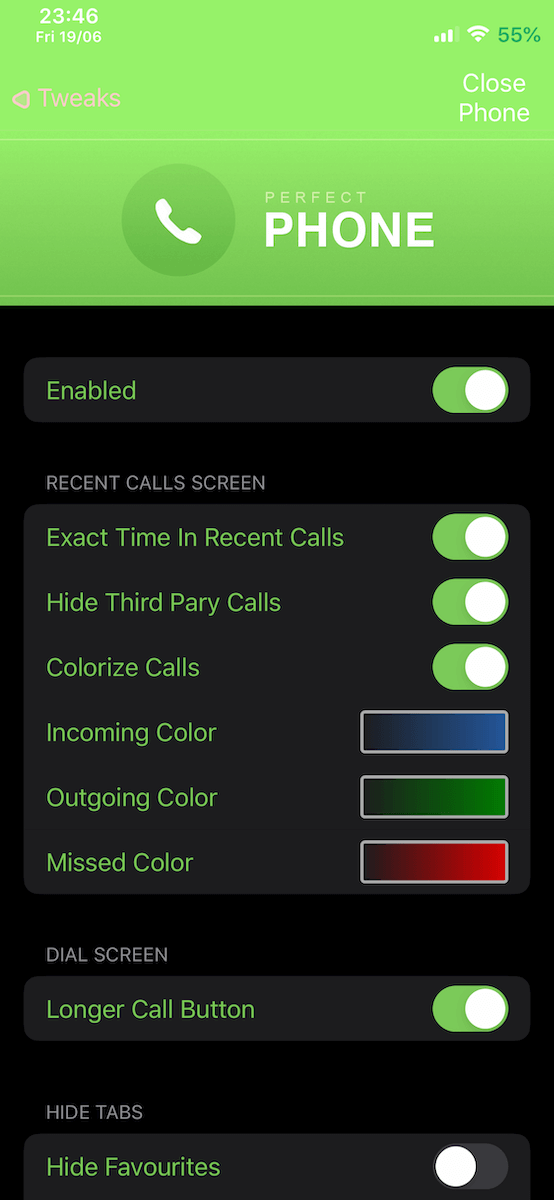 23:46
Fri 19/06
55%
Tweaks
Close
Phone
PERFECT
PHONE
Enabled
RECENT CALLS SCREEN
Exact Time In Recent Calls
Hide Third Pary Calls
Colorize Calls
Incoming Color
Outgoing Color
Missed Color
DIAL SCREEN
Longer Call Button
HIDE TABS
Hide Favourites